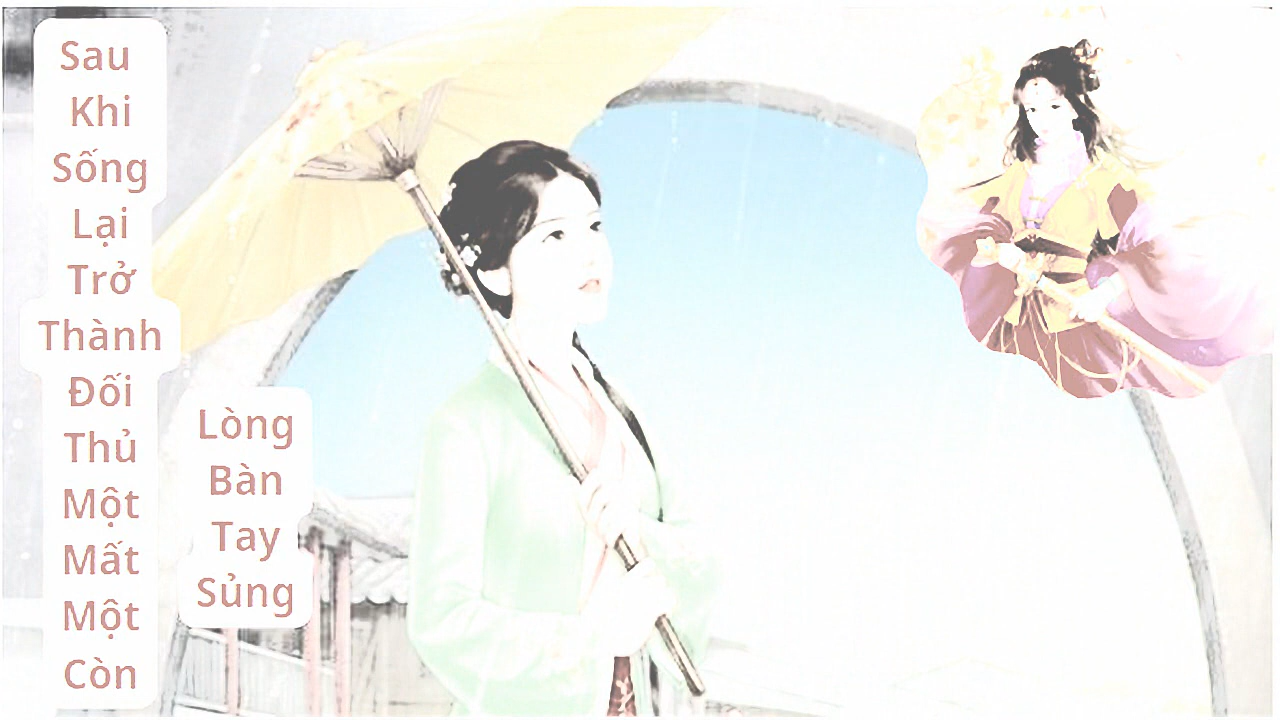 Sau
Khi
Sống
Lại
Trở
Thành
Đối
Thủ
Một
Mất
Một
Còn
Lòng
Bàn
Tay
Sủng